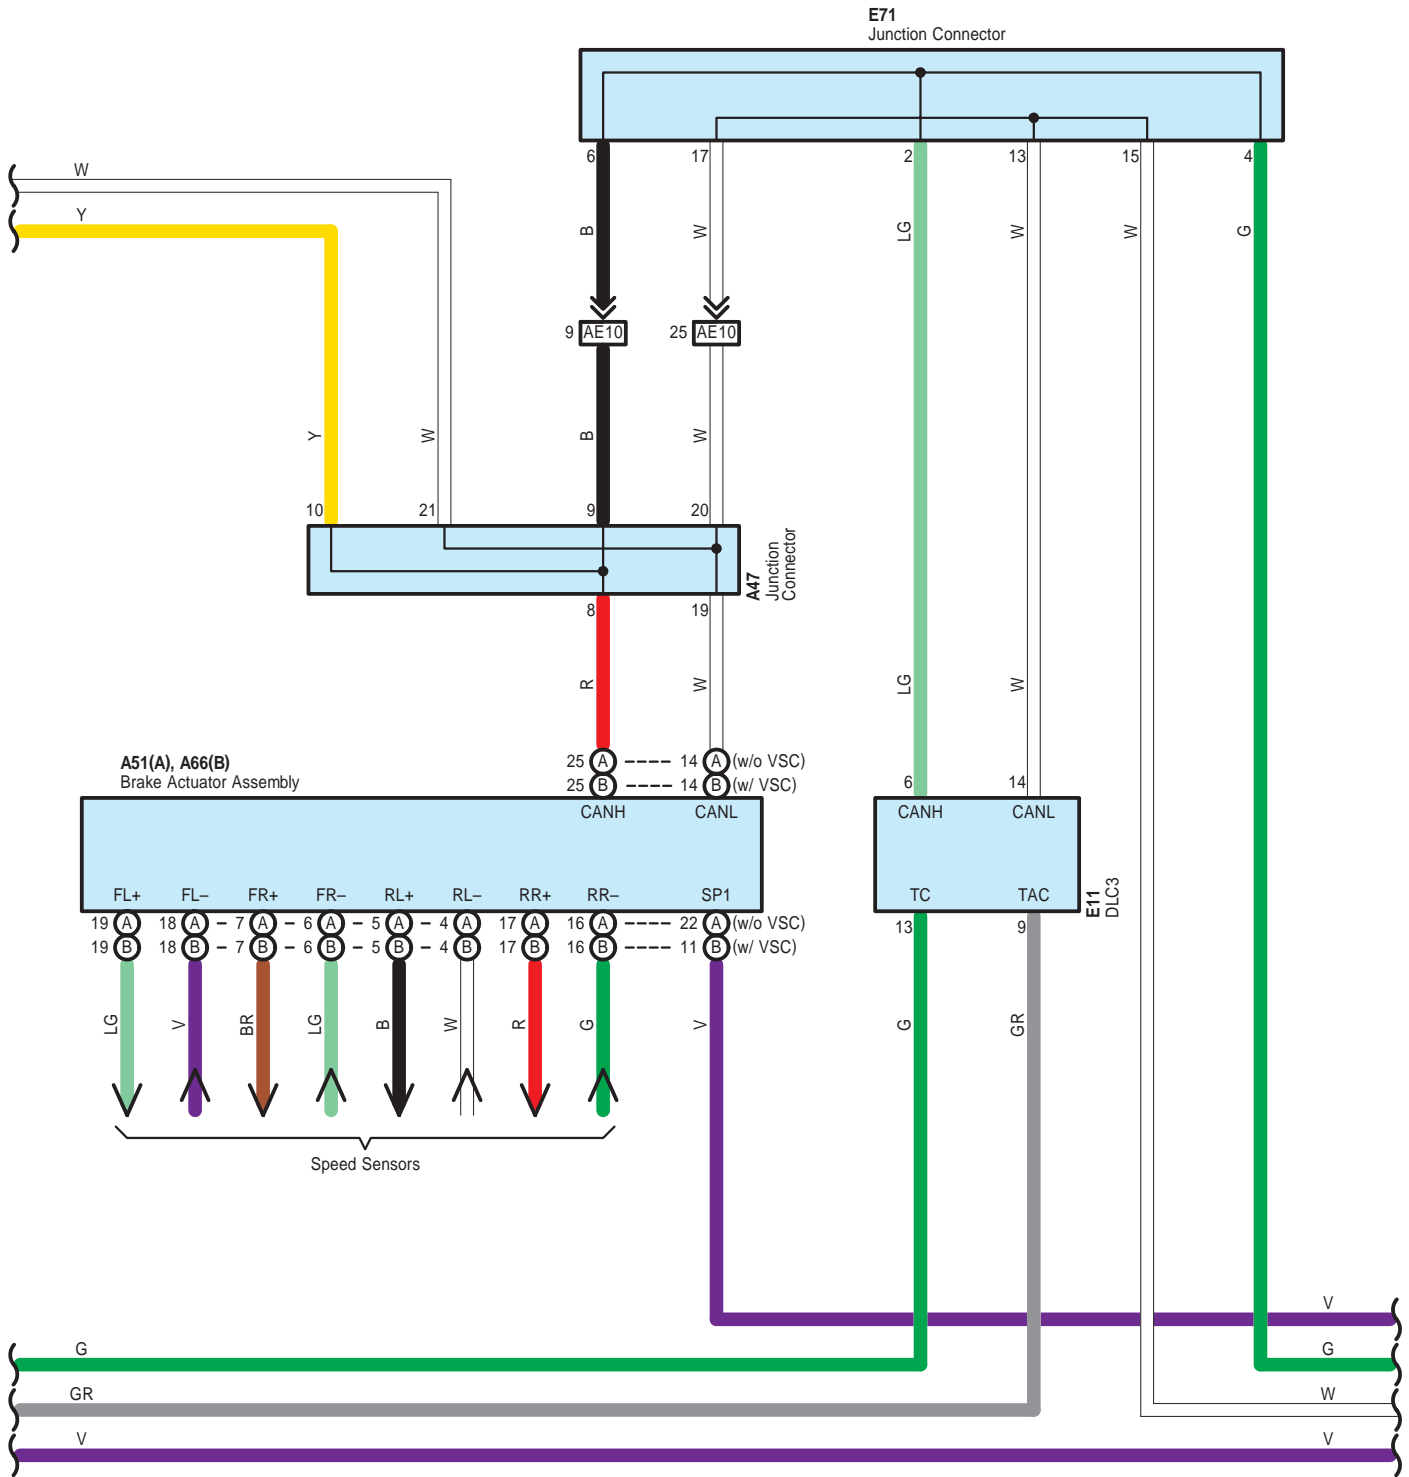 E71
Junction Connector
6 17 2 13 15 4
W
Y
B W LG W W G
9 AE10 25 AE10
Y W B W
10 21 9 20
A47
Junction
Connector
8 19
R W LG W
A51(A), A66(B)
Brake Actuator Assembly
25 A 14 A (w/o VSC)
25 B 14 B (w/ VSC)
6 14
CANH CANL
CANH CANL
FL+ FL– FR+ FR– RL+ RL– RR+ RR– SP1
TC TAC
E11
DLC3
19 A 18 A 7 A 6 A 5 A 4 A 17 A 16 A 22 A (w/o VSC)
19 B 18 B 7 B 6 B 5 B 4 B 17 B 16 B 11 B (w/ VSC)
13 9
LG V BR LG B W R G V G GR
Speed Sensors
V
G G
GR W
V V